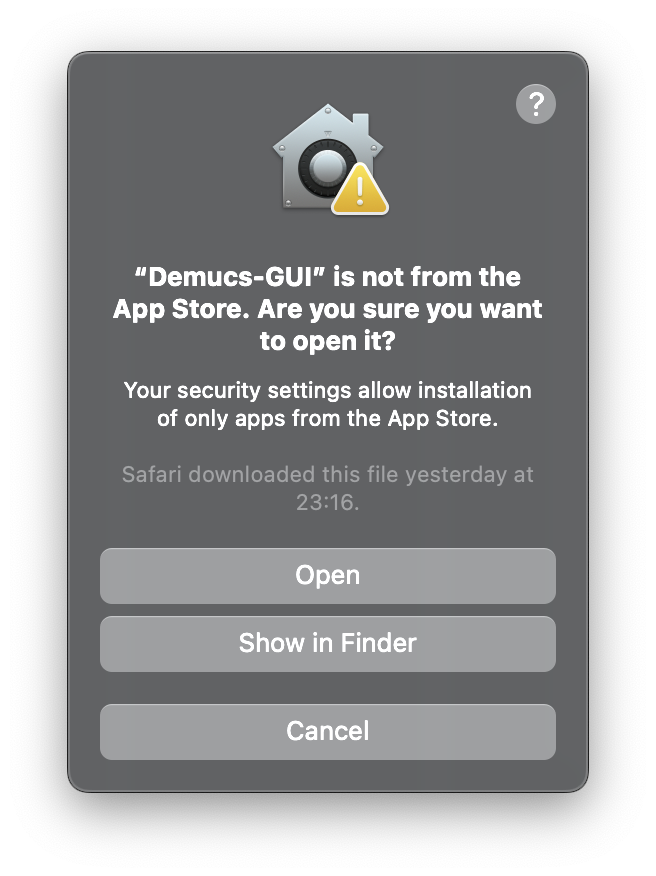 ?
“Demucs-GUI” is not from the
App Store. Are you sure you want
to open it?
Your security settings allow installation
of only apps from the App Store.
Safari downloaded this file yesterday at
23:16.
Open
Show in Finder
Cancel